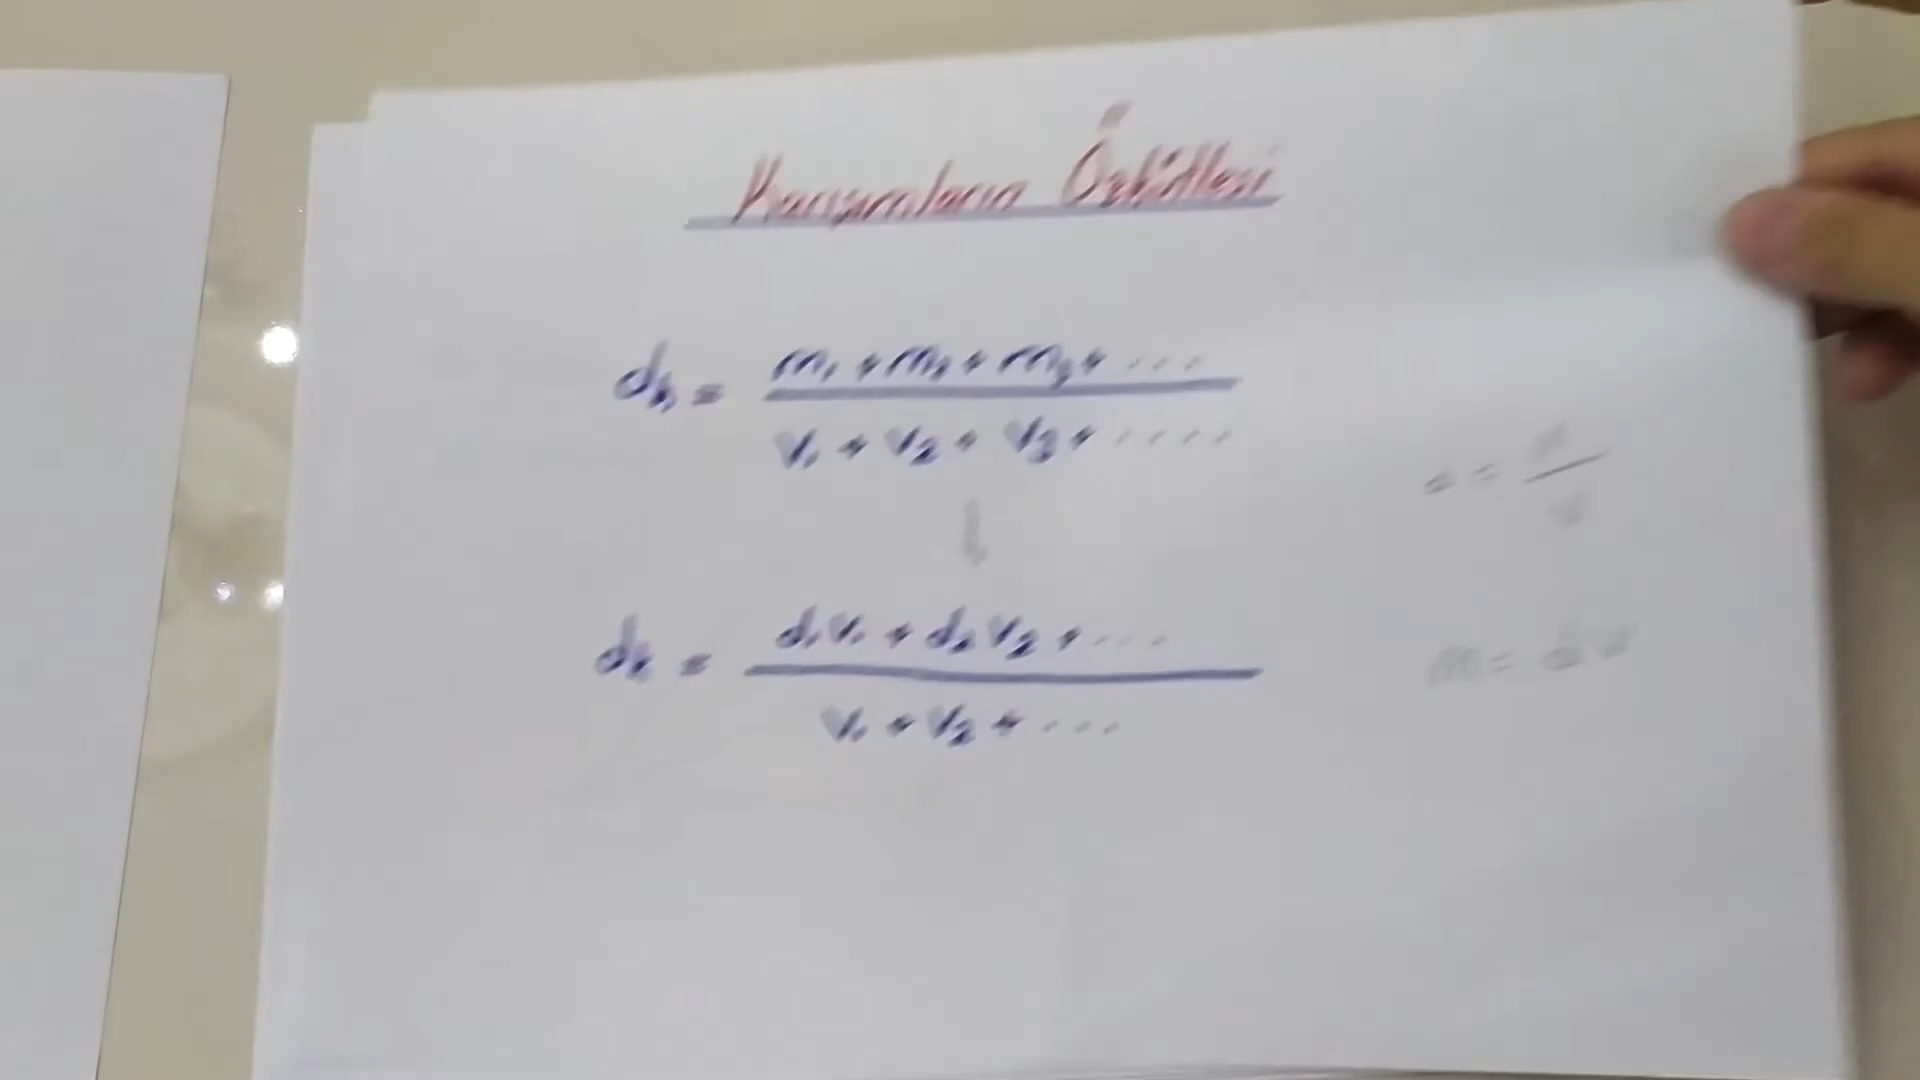 Karışımların Özkütlesi
dk = m₁ + m₂ + m₃ + ...
V₁ + V₂ + V₃ + ....
d = m / V
↓
dk = d₁V₁ + d₂V₂ + ...
V₁ + V₂ + ...
m = d.V